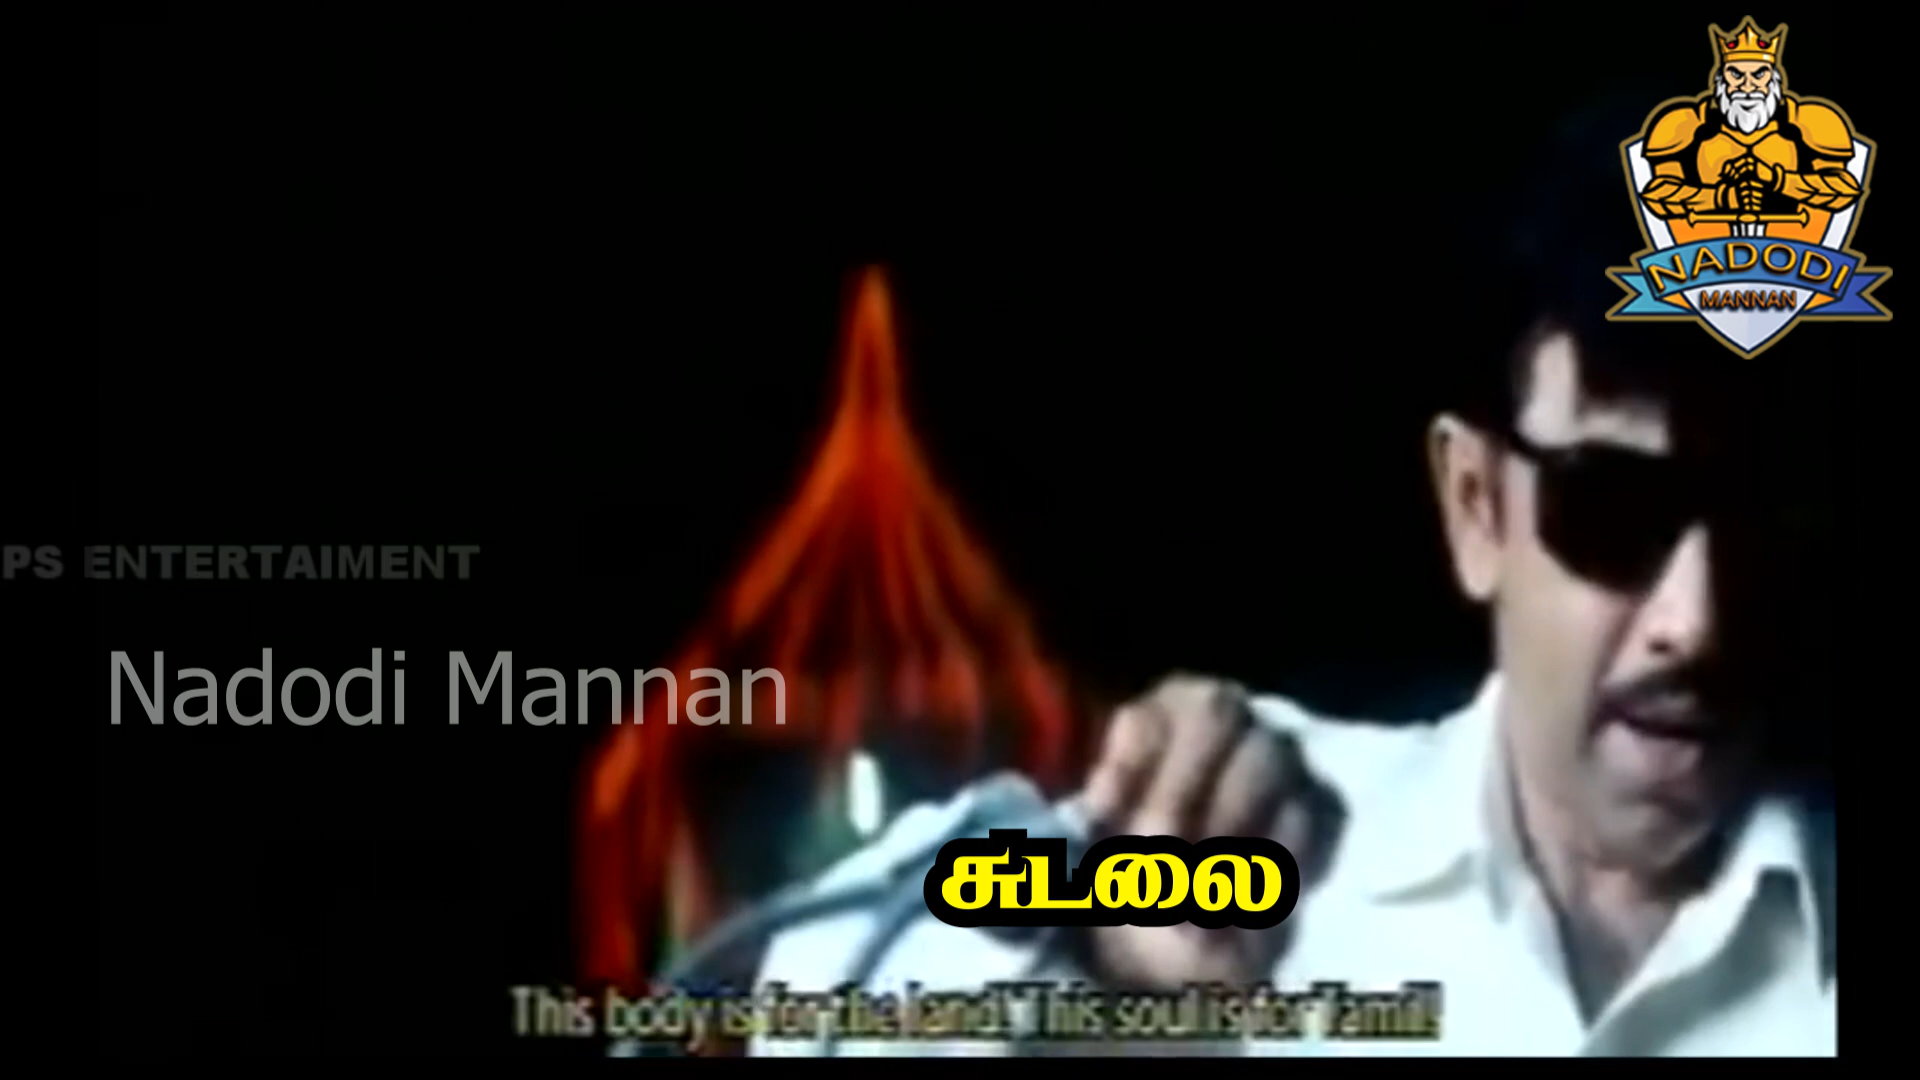 NADODI
MANNAN
PS ENTERTAIMENT
Nadodi Mannan
சுடலை
This body is for the land! This soul is for Tamil!